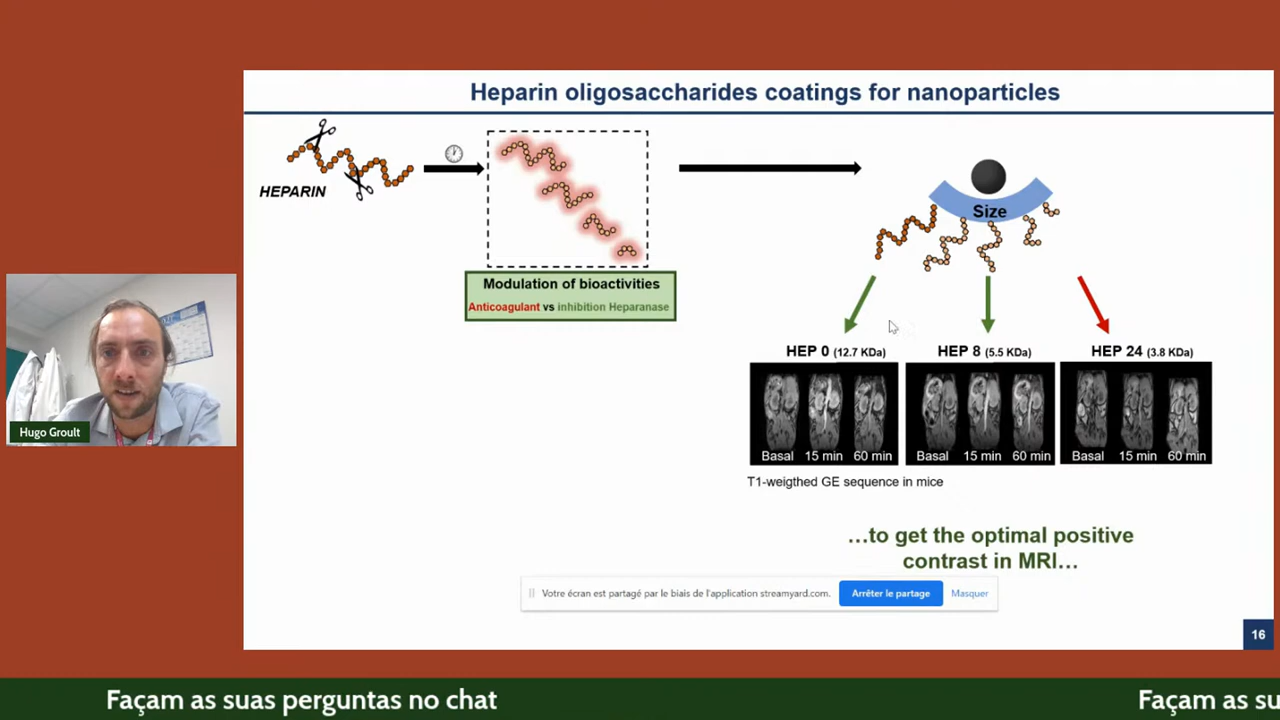 Heparin oligosaccharides coatings for nanoparticles
HEPARIN
Size
Modulation of bioactivities
Anticoagulant vs inhibition Heparanase
HEP 0 (12.7 KDa)
HEP 8 (5.5 KDa)
HEP 24 (3.8 KDa)
Basal 15 min 60 min
Basal 15 min 60 min
Basal 15 min 60 min
T1-weigthed GE sequence in mice
Hugo Groult
...to get the optimal positive
contrast in MRI...
Votre écran est partagé par le biais de l'application streamyard.com.
Arrêter le partage
Masquer
16
Façam as suas perguntas no chat
Façam as su